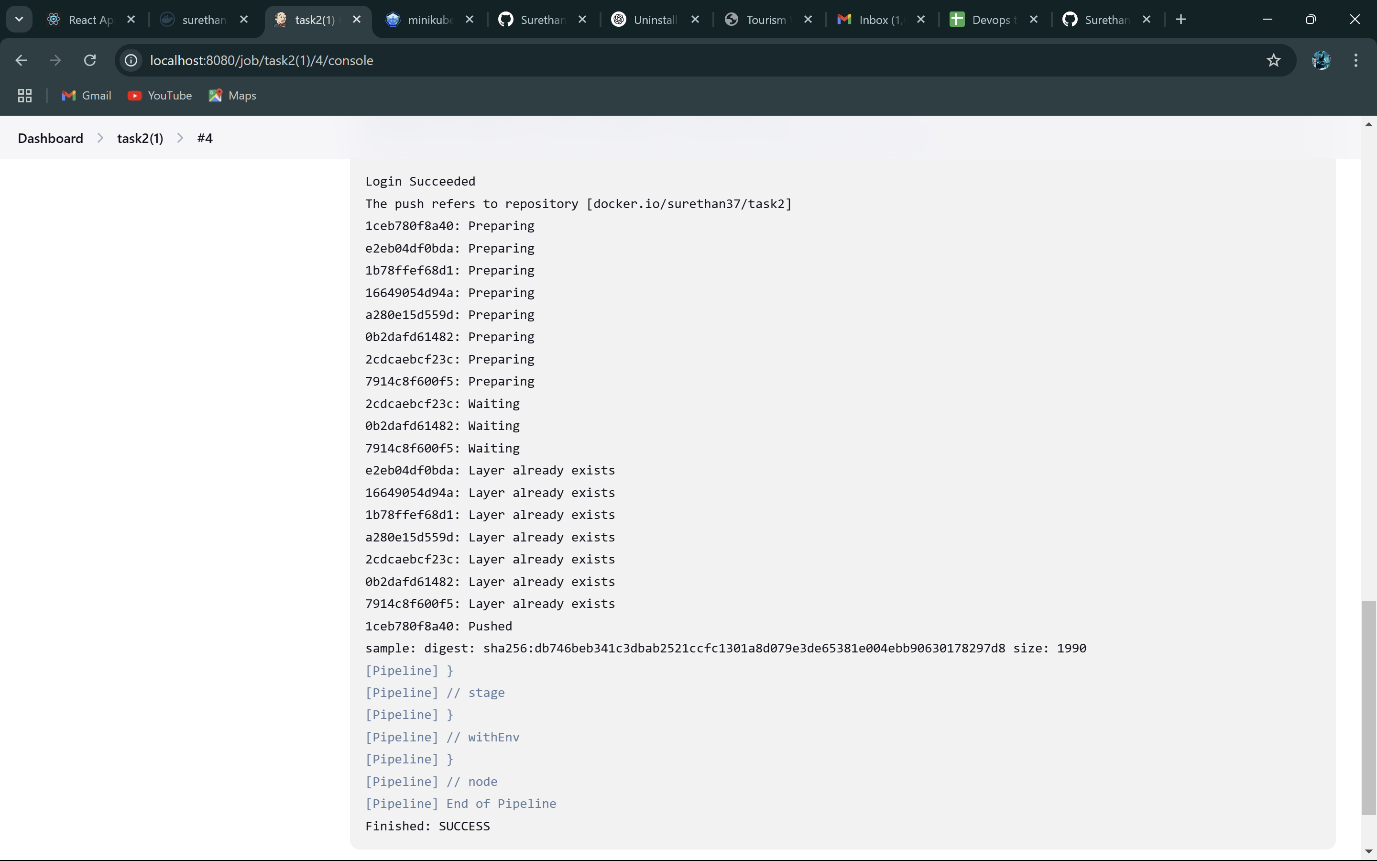 React Ap
surethan
task2(1)
minikube
Surethan
Uninstall
Tourism
Inbox (1,
Devops t
Surethan
localhost:8080/job/task2(1)/4/console
Gmail
YouTube
Maps
Dashboard
task2(1)
#4
Login Succeeded
The push refers to repository [docker.io/surethan37/task2]
1ceb780f8a40: Preparing
e2eb04df0bda: Preparing
1b78ffef68d1: Preparing
16649054d94a: Preparing
a280e15d559d: Preparing
0b2dafd61482: Preparing
2cdcaebcf23c: Preparing
7914c8f600f5: Preparing
2cdcaebcf23c: Waiting
0b2dafd61482: Waiting
7914c8f600f5: Waiting
e2eb04df0bda: Layer already exists
16649054d94a: Layer already exists
1b78ffef68d1: Layer already exists
a280e15d559d: Layer already exists
2cdcaebcf23c: Layer already exists
0b2dafd61482: Layer already exists
7914c8f600f5: Layer already exists
1ceb780f8a40: Pushed
sample: digest: sha256:db746beb341c3dbab2521ccfc1301a8d079e3de65381e004ebb90630178297d8 size: 1990
[Pipeline] }
[Pipeline] // stage
[Pipeline] }
[Pipeline] // withEnv
[Pipeline] }
[Pipeline] // node
[Pipeline] End of Pipeline
Finished: SUCCESS